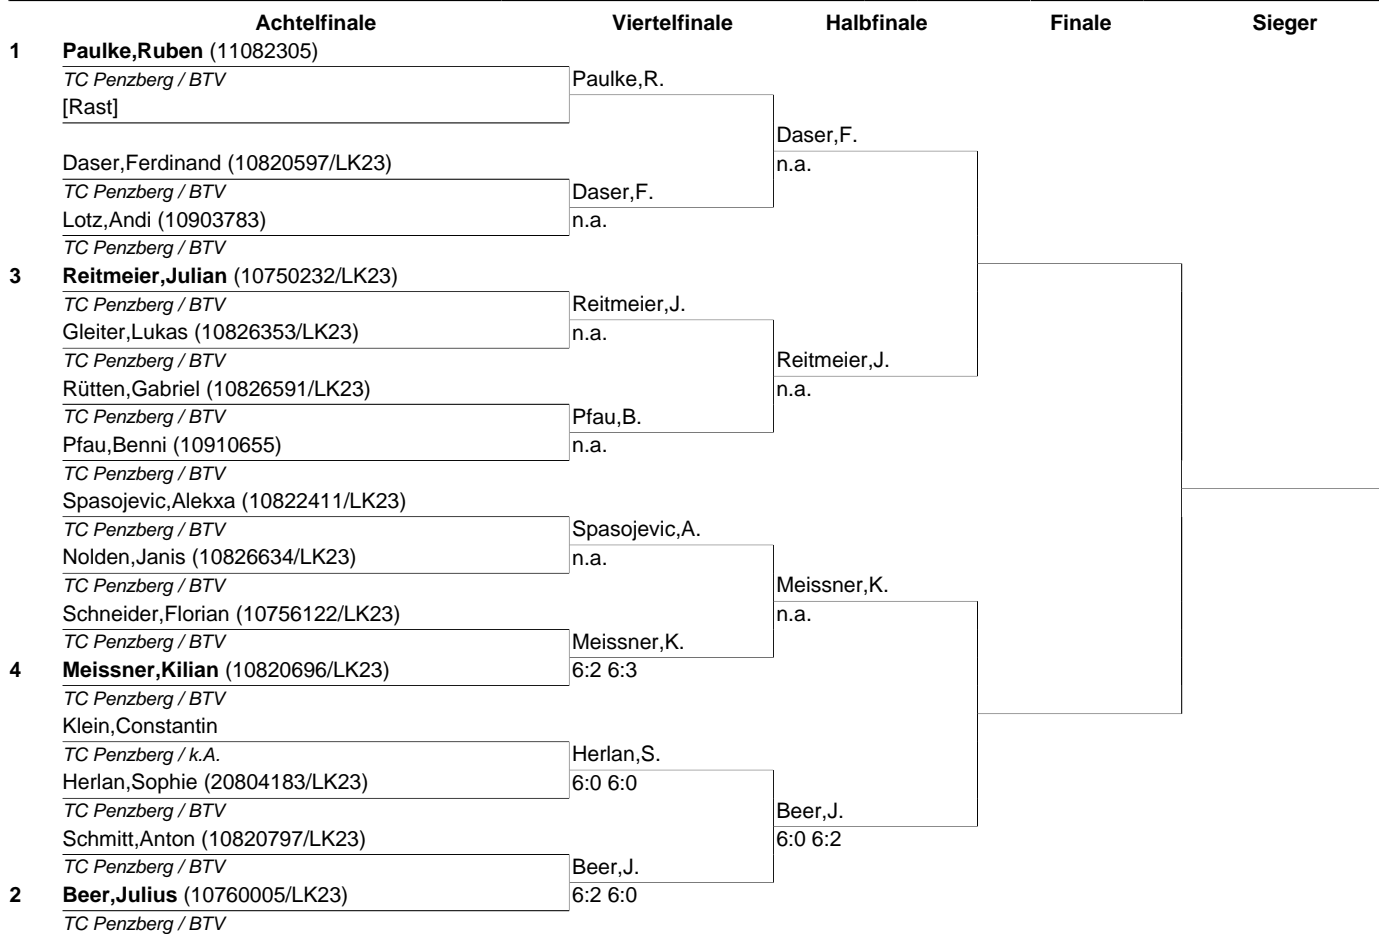 Achtelfinale Viertelfinale Halbfinale Finale Sieger
1 Paulke,Ruben (11082305)
TC Penzberg / BTV Paulke,R.
[Rast]
Daser,F.
Daser,Ferdinand (10820597/LK23) n.a.
TC Penzberg / BTV Daser,F.
Lotz,Andi (10903783) n.a.
TC Penzberg / BTV
3 Reitmeier,Julian (10750232/LK23)
TC Penzberg / BTV Reitmeier,J.
Gleiter,Lukas (10826353/LK23) n.a.
TC Penzberg / BTV Reitmeier,J.
Rütten,Gabriel (10826591/LK23) n.a.
TC Penzberg / BTV Pfau,B.
Pfau,Benni (10910655) n.a.
TC Penzberg / BTV
Spasojevic,Alekxa (10822411/LK23)
TC Penzberg / BTV Spasojevic,A.
Nolden,Janis (10826634/LK23) n.a.
TC Penzberg / BTV Meissner,K.
Schneider,Florian (10756122/LK23) n.a.
TC Penzberg / BTV Meissner,K.
4 Meissner,Kilian (10820696/LK23) 6:2 6:3
TC Penzberg / BTV
Klein,Constantin
TC Penzberg / k.A. Herlan,S.
Herlan,Sophie (20804183/LK23) 6:0 6:0
TC Penzberg / BTV Beer,J.
Schmitt,Anton (10820797/LK23) 6:0 6:2
TC Penzberg / BTV Beer,J.
2 Beer,Julius (10760005/LK23) 6:2 6:0
TC Penzberg / BTV